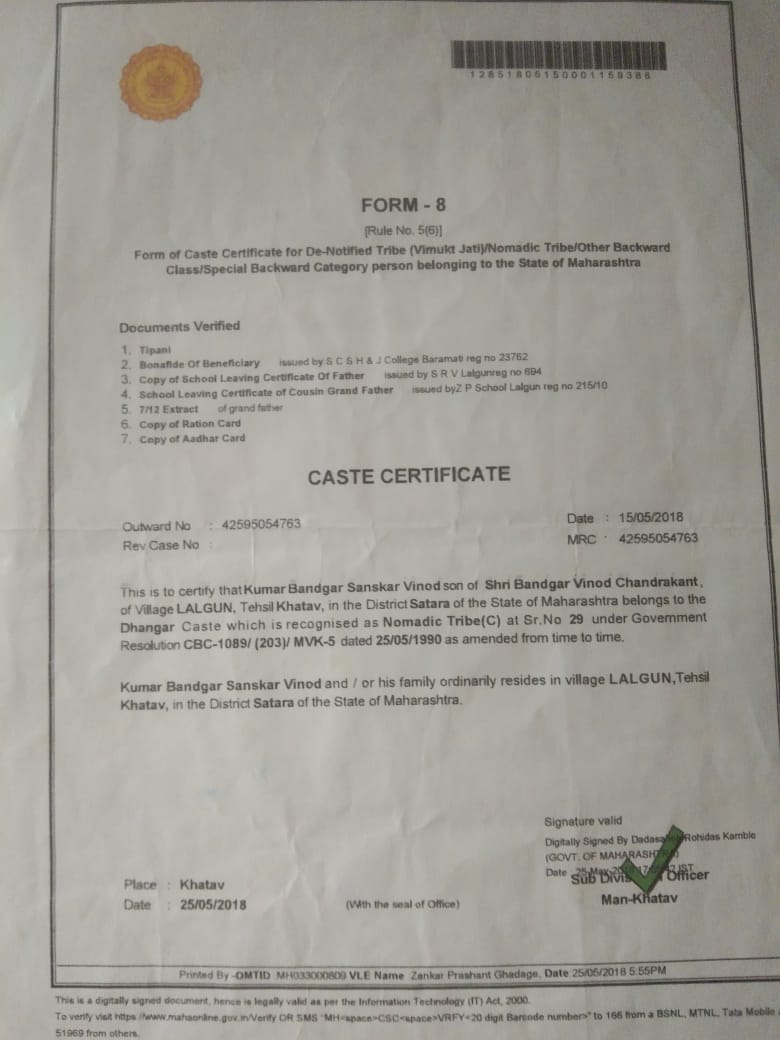 12851805150001159386
FORM - 8
[Rule No. 5(6)]
Form of Caste Certificate for De-Notified Tribe (Vimukt Jati)/Nomadic Tribe/Other Backward
Class/Special Backward Category person belonging to the State of Maharashtra
Documents Verified
1. Tipani
2. Bonafide Of Beneficiary issued by S C S H & J College Baramati reg no 23762
3. Copy of School Leaving Certificate Of Father issued by S R V Lalgunreg no 694
4. School Leaving Certificate of Cousin Grand Father issued byZ P School Lalgun reg no 215/10
5. 7/12 Extract of grand father
6. Copy of Ration Card
7. Copy of Aadhar Card
CASTE CERTIFICATE
Outward No : 42595054763 Date : 15/05/2018
Rev Case No : MRC : 42595054763
This is to certify that Kumar Bandgar Sanskar Vinod son of Shri Bandgar Vinod Chandrakant,
of Village LALGUN, Tehsil Khatav, in the District Satara of the State of Maharashtra belongs to the
Dhangar Caste which is recognised as Nomadic Tribe(C) at Sr.No 29 under Government
Resolution CBC-1089/ (203)/ MVK-5 dated 25/05/1990 as amended from time to time.
Kumar Bandgar Sanskar Vinod and / or his family ordinarily resides in village LALGUN,Tehsil
Khatav, in the District Satara of the State of Maharashtra.
Signature valid
Digitally Signed By Rohidas Kamble
(GOVT. OF MAHARASHTRA)
Date IST
Sub Officer
Man-Khatav
Place : Khatav
Date : 25/05/2018 (With the seal of Office)
Printed By -OMTID MH033000809 VLE Name Zankar Prashant Ghadage, Date 25/05/2018 5:55PM
This is a digitally signed document, hence is legally valid as per the Information Technology (IT) Act, 2000.
To verify visit https://www.mahaonline.gov.in/Verify OR SMS "MH<space>CSC<space>VRFY<20 digit Barcode number>" to 166 from a BSNL, MTNL, Tata Mobile
51969 from others.